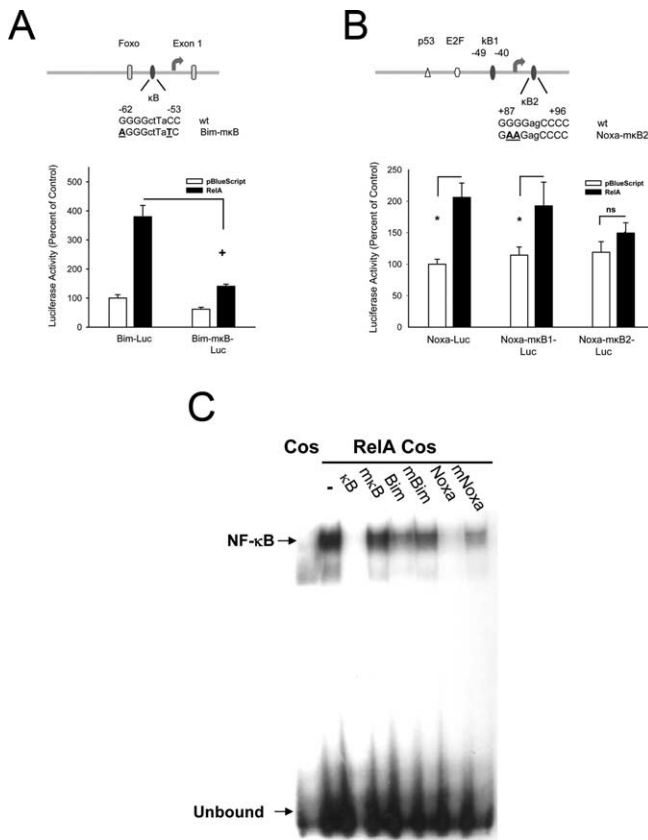 A
Foxo Exon 1
κB
-62 -53
GGGGctTaCC wt
AGGGctTaTC Bim-mκB
Luciferase Activity (Percent of Control)
500
400
300
200
100
0
pBlueScript
RelA
+
Bim-Luc Bim-mκB-Luc
B
p53 E2F kB1
-49 -40
κB2
+87 +96
GGGGagCCCC wt
GAAGagCCCC Noxa-mκB2
Luciferase Activity (Percent of Control)
250
200
150
100
50
0
pBlueScript
RelA
* * ns
Noxa-Luc Noxa-mκB1-Luc Noxa-mκB2-Luc
C
Cos RelA Cos
- κB mκB Bim mBim Noxa mNoxa
NF-κB
Unbound